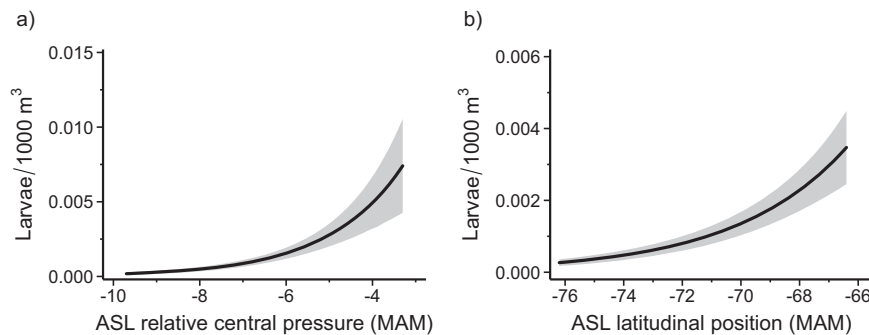 a)
0.015
0.010
0.005
0.000
Larvae/1000 m³
-10 -8 -6 -4
ASL relative central pressure (MAM)
b)
0.006
0.004
0.002
0.000
Larvae/1000 m³
-76 -74 -72 -70 -68 -66
ASL latitudinal position (MAM)